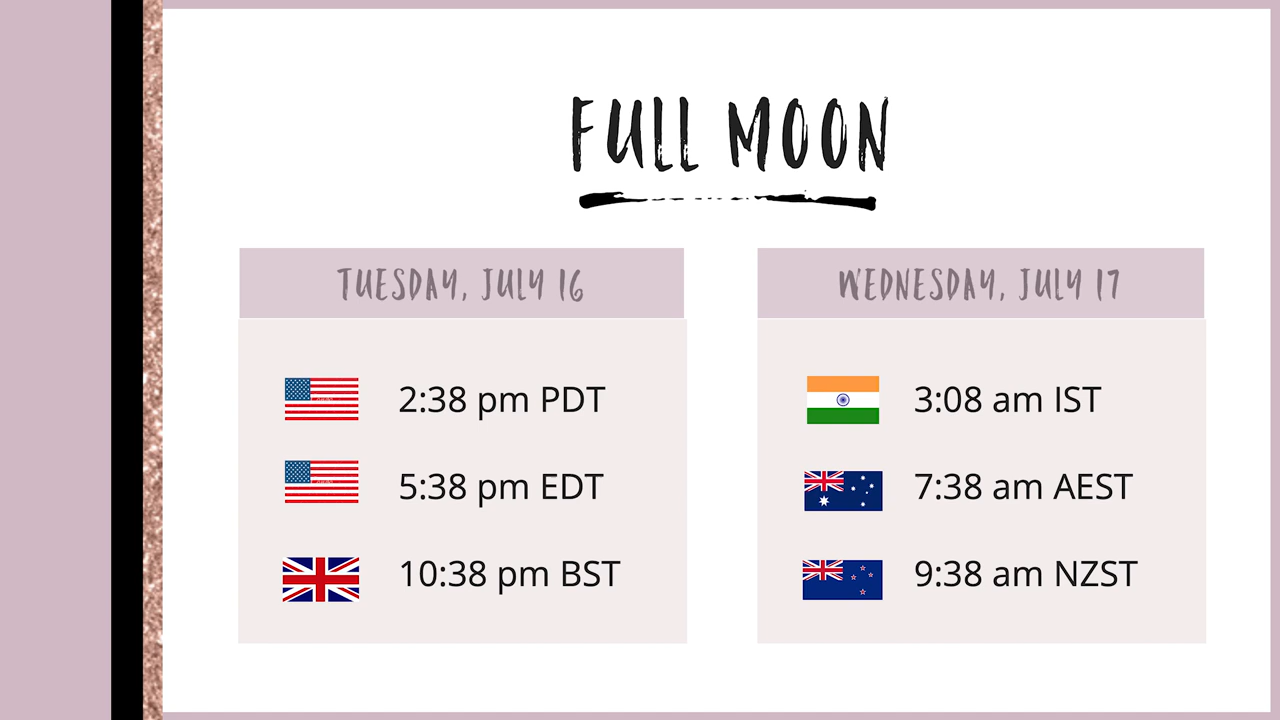 FULL MOON
TUESDAY, JULY 16
2:38 pm PDT
5:38 pm EDT
10:38 pm BST
WEDNESDAY, JULY 17
3:08 am IST
7:38 am AEST
9:38 am NZST